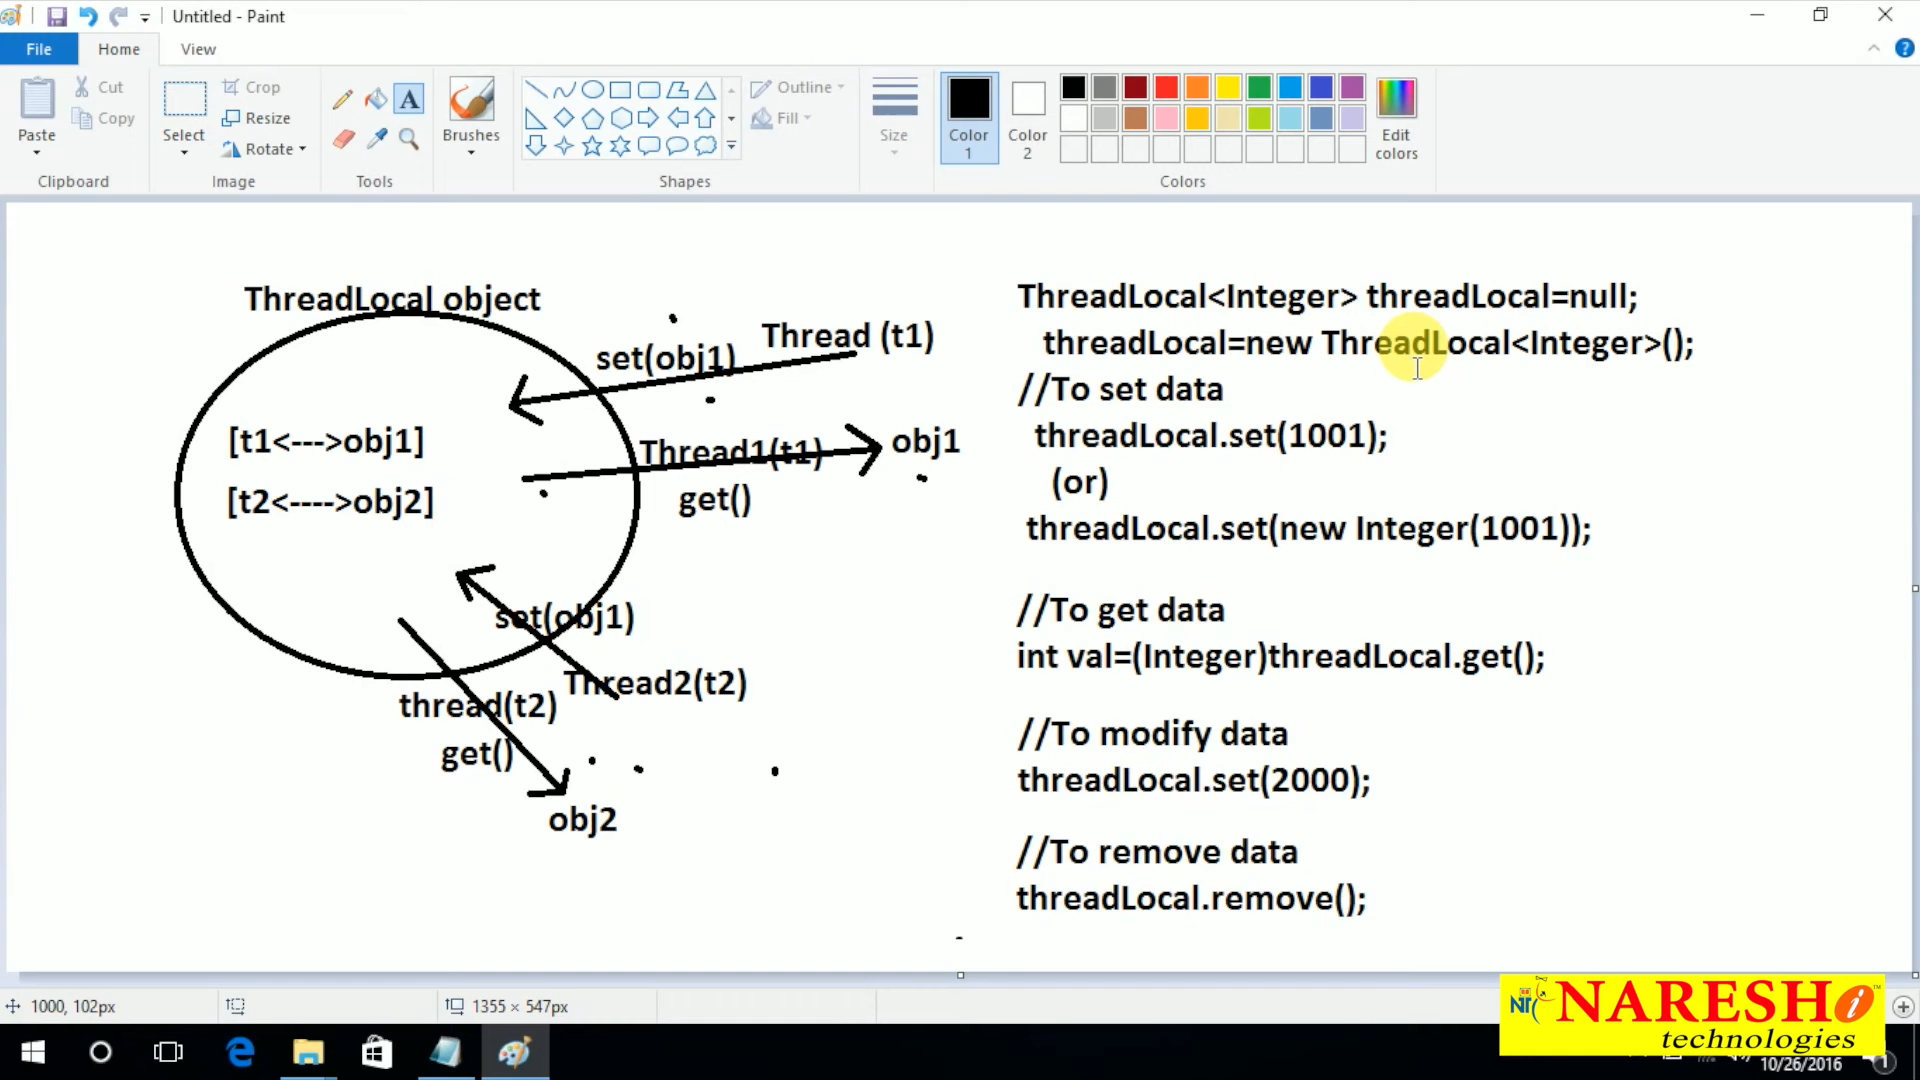 Untitled - Paint
File
Home
View
Paste
Cut
Copy
Clipboard
Select
Crop
Resize
Rotate
Image
Tools
Brushes
Shapes
Outline
Fill
Size
Color
1
Color
2
Edit
colors
Colors
ThreadLocal object
[t1<--->obj1]
[t2<---->obj2]
set(obj1)
Thread (t1)
Thread1(t1)
get()
obj1
set(obj1)
Thread2(t2)
thread(t2)
get()
obj2
ThreadLocal<Integer> threadLocal=null;
threadLocal=new ThreadLocal<Integer>();
//To set data
threadLocal.set(1001);
(or)
threadLocal.set(new Integer(1001));
//To get data
int val=(Integer)threadLocal.get();
//To modify data
threadLocal.set(2000);
//To remove data
threadLocal.remove();
1000, 102px
1355 × 547px
NARESH i
technologies
10/26/2016
1